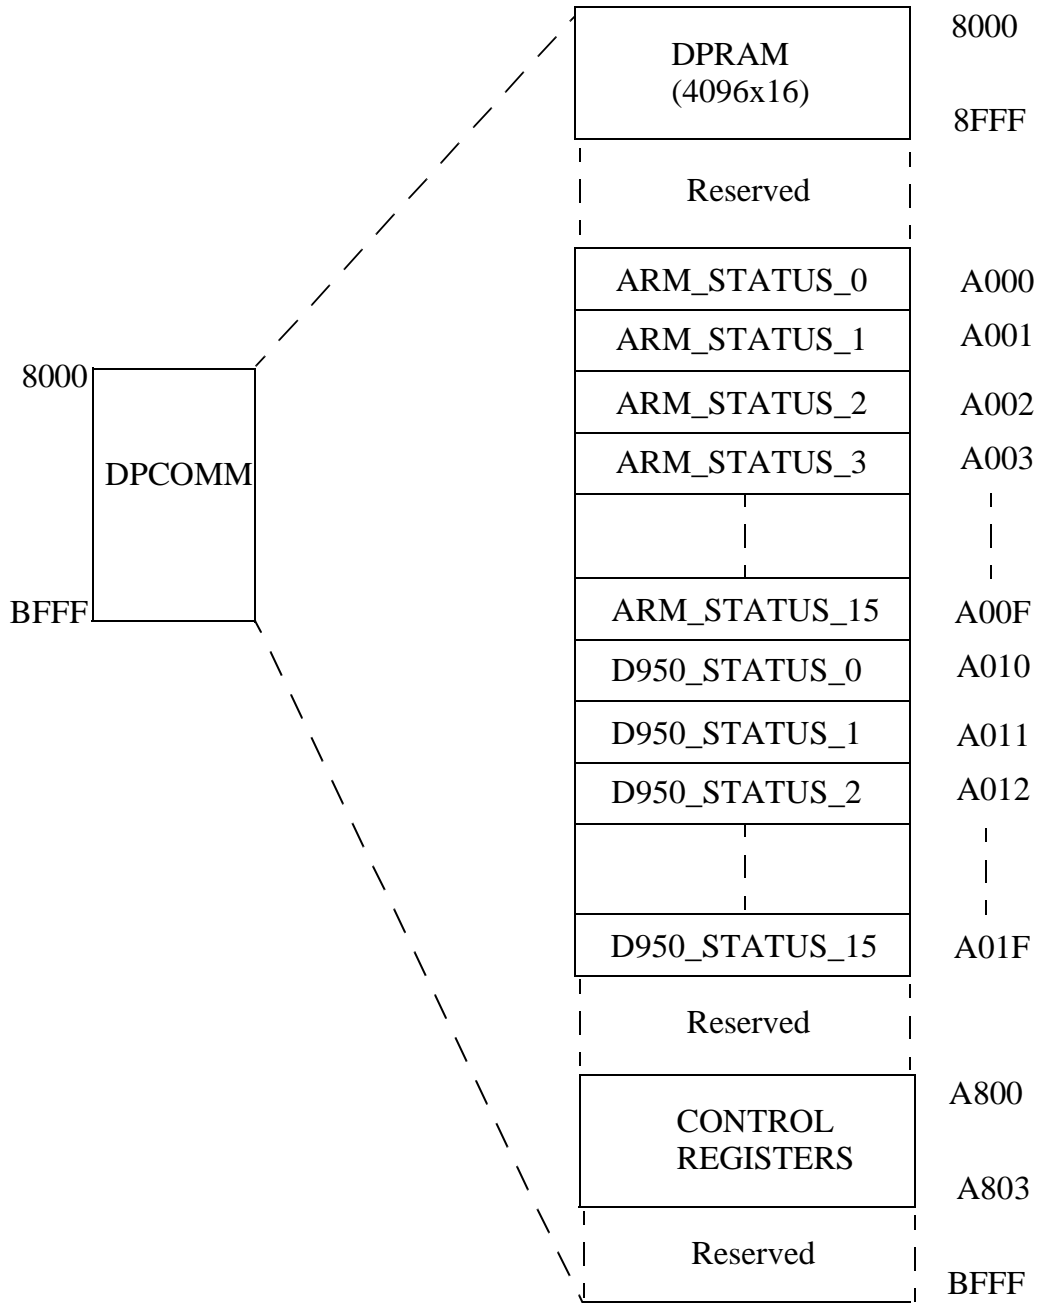 8000
DPCOMM
BFFF
DPRAM
(4096x16)
8000
8FFF
Reserved
ARM_STATUS_0 A000
ARM_STATUS_1 A001
ARM_STATUS_2 A002
ARM_STATUS_3 A003
ARM_STATUS_15 A00F
D950_STATUS_0 A010
D950_STATUS_1 A011
D950_STATUS_2 A012
D950_STATUS_15 A01F
Reserved
CONTROL
REGISTERS
A800
A803
Reserved
BFFF